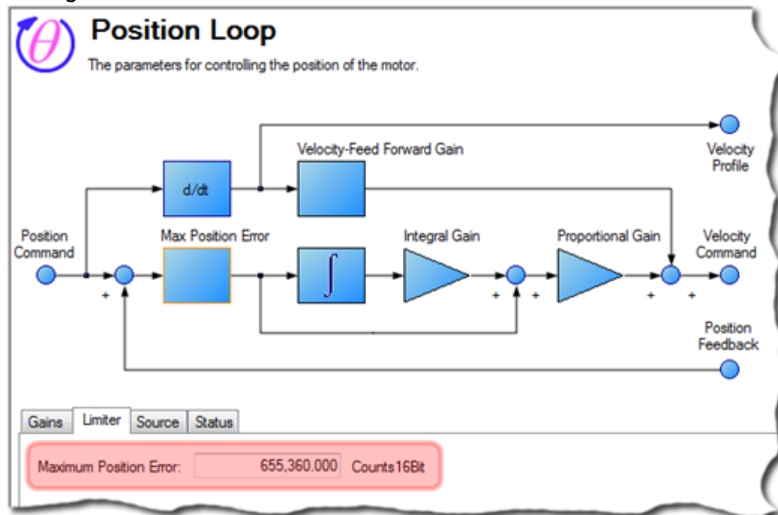 θ
Position Loop
The parameters for controlling the position of the motor.
Velocity-Feed Forward Gain
Velocity
Profile
d/dt
Position
Command
Max Position Error
Integral Gain
Proportional Gain
Velocity
Command
∫
+
+
+
+
+
Position
Feedback
Gains Limiter Source Status
Maximum Position Error: 655,360.000 Counts16Bit